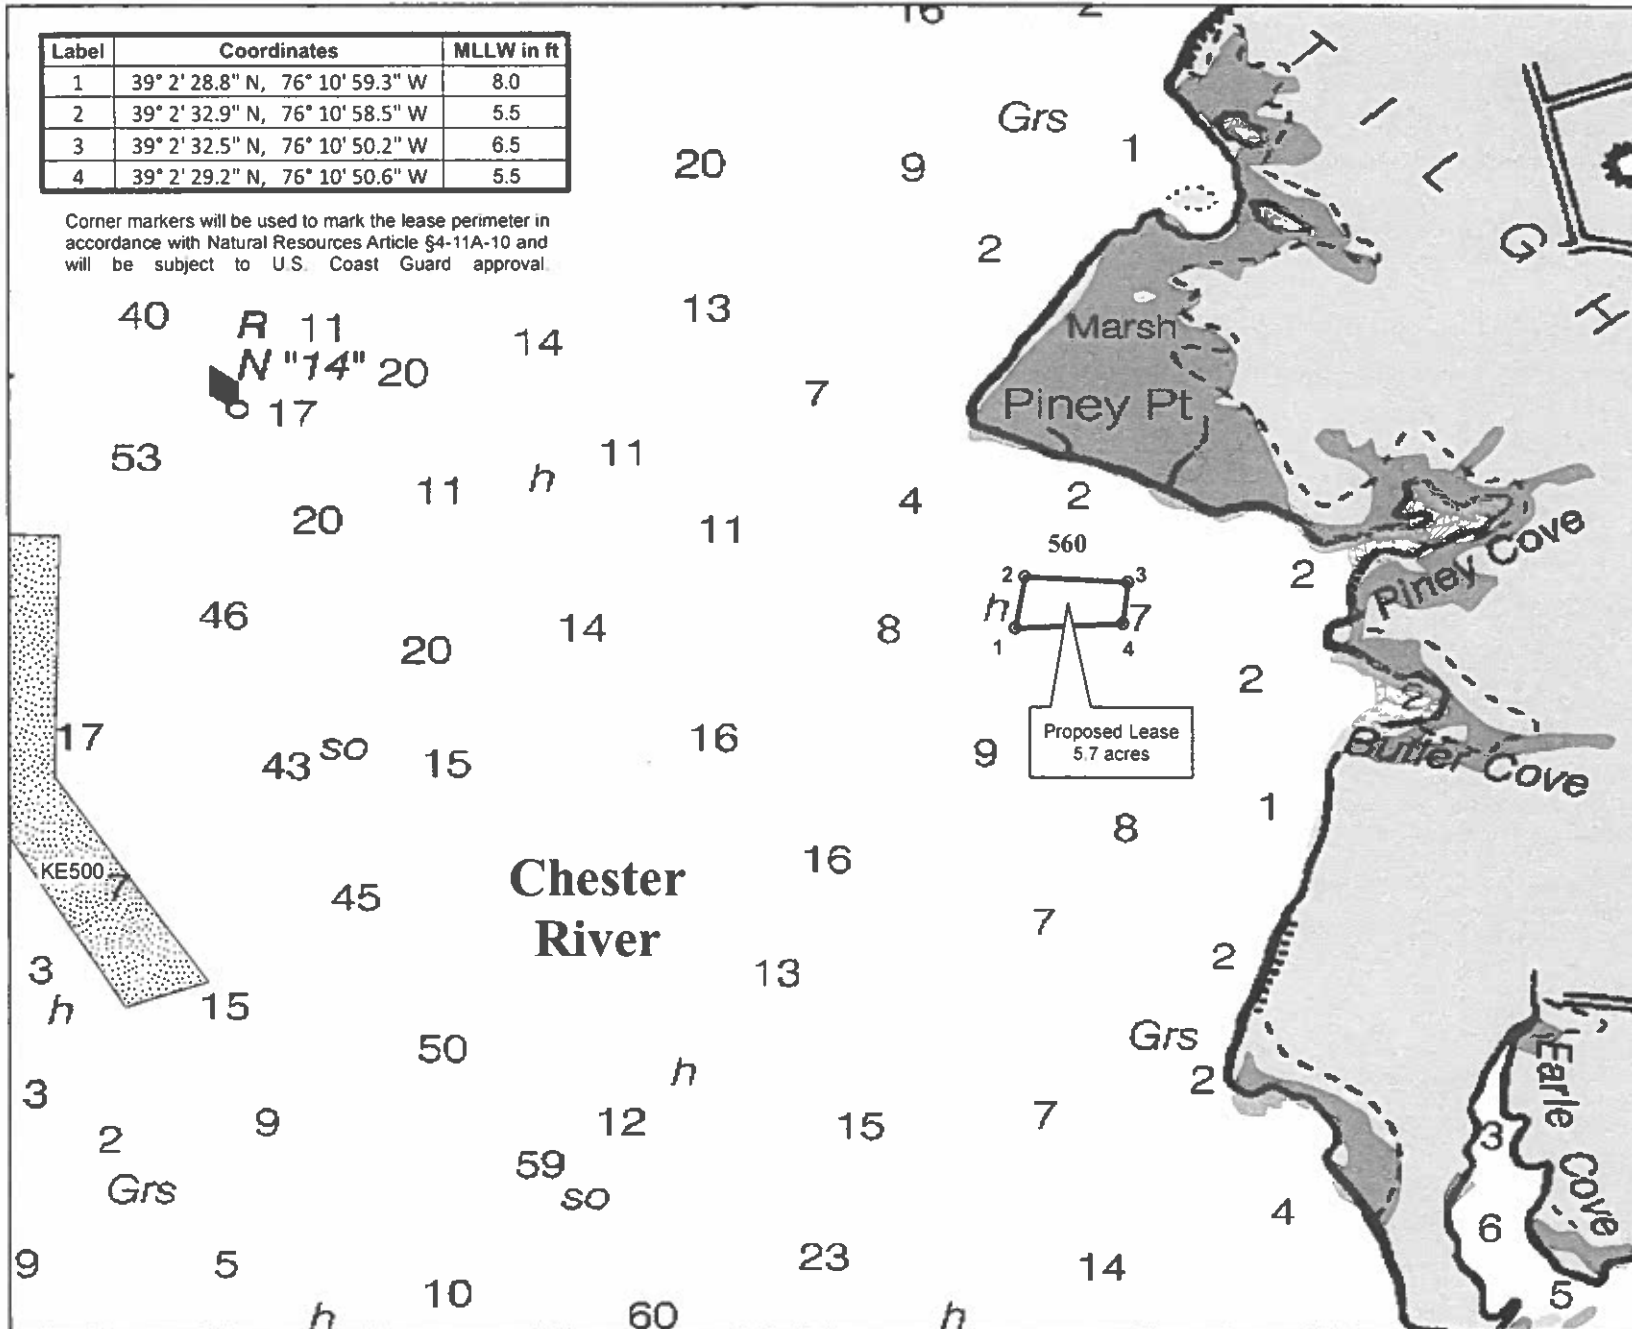 16 2
Label Coordinates MLLW in ft
1 39° 2' 28.8" N, 76° 10' 59.3" W 8.0
2 39° 2' 32.9" N, 76° 10' 58.5" W 5.5
3 39° 2' 32.5" N, 76° 10' 50.2" W 6.5
4 39° 2' 29.2" N, 76° 10' 50.6" W 5.5
Corner markers will be used to mark the lease perimeter in
accordance with Natural Resources Article §4-11A-10 and
will be subject to U.S. Coast Guard approval.
T I L G H
Grs
20 9 1
2
40 R 11 14 13
Marsh
N "14" 20
17 7
Piney Pt
53 11 h 11
20 11 4 2
560
2 3
Piney Cove
2
46 20 14 8 h 7
1 4
2
2
17 43 so 15 16 9
Proposed Lease
5.7 acres
Butler Cove
1
8
KE500 7
45 16
Chester
River
7
2
3 13
h 15
50 Grs
h 2
Earle Cove
3 9 12 15 7 3
2 59
Grs so
4 6
9 5 23 14
10 5
h 60 h